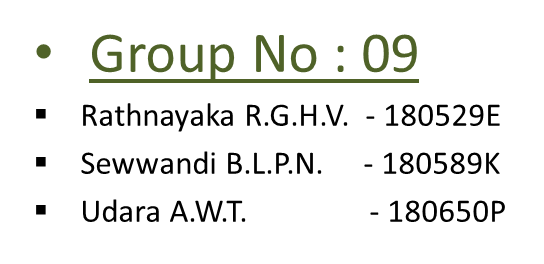 • Group No : 09
▪ Rathnayaka R.G.H.V. - 180529E
▪ Sewwandi B.L.P.N. - 180589K
▪ Udara A.W.T. - 180650P